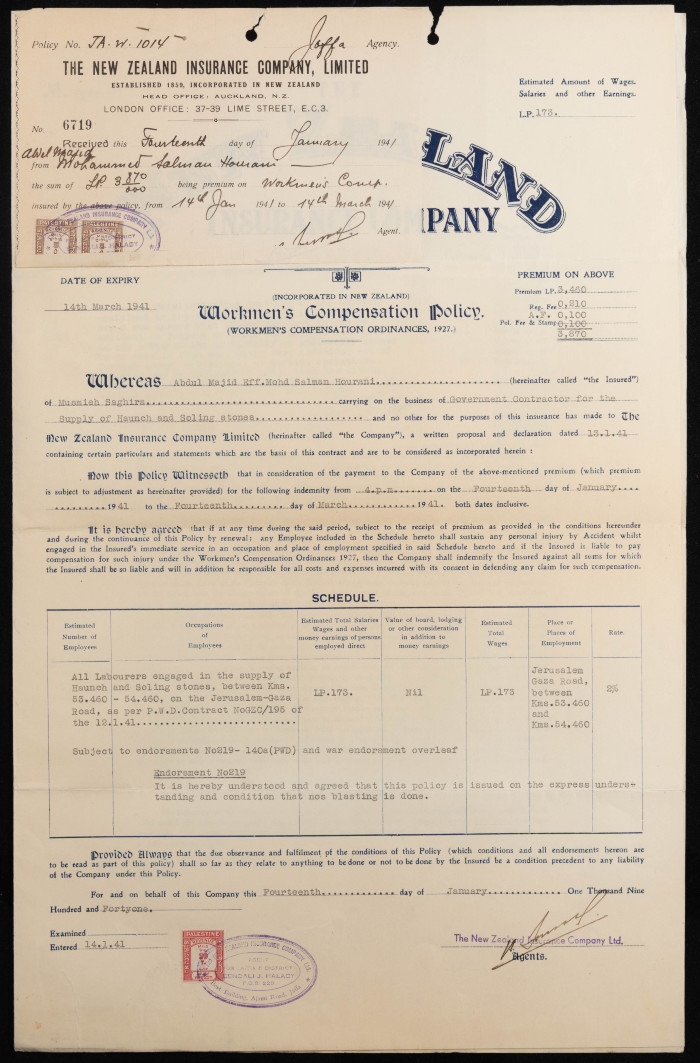 Policy No. JA-W-1014 Jaffa Agency.
THE NEW ZEALAND INSURANCE COMPANY, LIMITED
ESTABLISHED 1859, INCORPORATED IN NEW ZEALAND
HEAD OFFICE: AUCKLAND, N.Z.
LONDON OFFICE: 37-39 LIME STREET, E.C.3.
No. 6719
Received this Fourteenth day of January 1941
Abdel Majid
from Mohammed Salman Hourani
the sum of LP. 3 870/000 being premium on Workmen's Comp.
insured by the above policy, from 14th Jan 1941 to 14th March 1941
Agent.
Estimated Amount of Wages,
Salaries and other Earnings.
L.P. 173.
LAND
MPANY
DATE OF EXPIRY
14th March 1941
(INCORPORATED IN NEW ZEALAND)
Workmen's Compensation Policy.
(WORKMEN'S COMPENSATION ORDINANCES, 1927.)
PREMIUM ON ABOVE
Premium LP. 3,460
Reg. Fee 0,210
A.F. 0,100
Pol. Fee & Stamp 0,100
3,870
Whereas Abdul Majid Eff.Mohd Salman Hourani (hereinafter called "the Insured")
of Musmieh Saghira carrying on the business of Government Contractor for the
Supply of Haunch and Soling stones and no other for the purposes of this insurance has made to The
New Zealand Insurance Company Limited (hereinafter called "the Company"), a written proposal and declaration dated 13.1.41
containing certain particulars and statements which are the basis of this contract and are to be considered as incorporated herein :
Now this Policy Witnesseth that in consideration of the payment to the Company of the above-mentioned premium (which premium
is subject to adjustment as hereinafter provided) for the following indemnity from 4.p.m. on the Fourteenth day of January
1941 to the Fourteenth day of March 1941. both dates inclusive.
It is hereby agreed that if at any time during the said period, subject to the receipt of premium as provided in the conditions hereunder
and during the continuance of this Policy by renewal: any Employee included in the Schedule hereto shall sustain any personal injury by Accident whilst
engaged in the Insured's immediate service in an occupation and place of employment specified in said Schedule hereto and if the Insured is liable to pay
compensation for such injury under the Workmen's Compensation Ordinances 1927, then the Company shall indemnify the Insured against all sums for which
the Insured shall be so liable and will in addition be responsible for all costs and expenses incurred with its consent in defending any claim for such compensation.
SCHEDULE.
Estimated Number of Employees
Occupations of Employees
Estimated Total Salaries Wages and other money earnings of persons employed direct
Value of board, lodging or other consideration in addition to money earnings
Estimated Total Wages
Place or Places of Employment
Rate
All Labourers engaged in the supply of
Haunch and Soling stones, between Kms.
53.460 - 54.460, on the Jerusalem-Gaza
Road, as per P.W.D.Contract NoGZC/195 of
the 12.1.41
LP.173.
Nil
LP.173
Jerusalem
Gaza Road,
between
Kms.53.460
and
Kms.54.460
2%
Subject to endorsments No219- 140a(PWD) and war endorsment overleaf
Endorsment No219
It is hereby understood and agreed that this policy is issued on the express unders-
tanding and condition that nos blasting is done.
Provided Always that the due observance and fulfilment of the conditions of this Policy (which conditions and all endorsements hereon are
to be read as part of this policy) shall so far as they relate to anything to be done or not to be done by the Insured be a condition precedent to any liability
of the Company under this Policy.
For and on behalf of this Company this Fourteenth day of January One Thousand Nine
Hundred and Fortyone.
Examined
Entered 14.1.41
The New Zealand Insurance Company Ltd.
Agents.